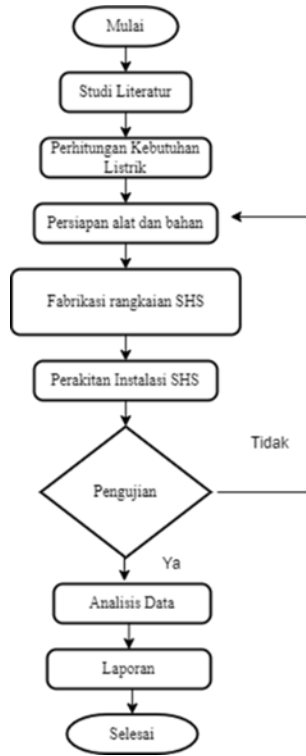 Mulai
Studi Literatur
Perhitungan Kebutuhan
Listrik
Persiapan alat dan bahan
Fabrikasi rangkaian SHS
Perakitan Instalasi SHS
Tidak
Pengujian
Ya
Analisis Data
Laporan
Selesai